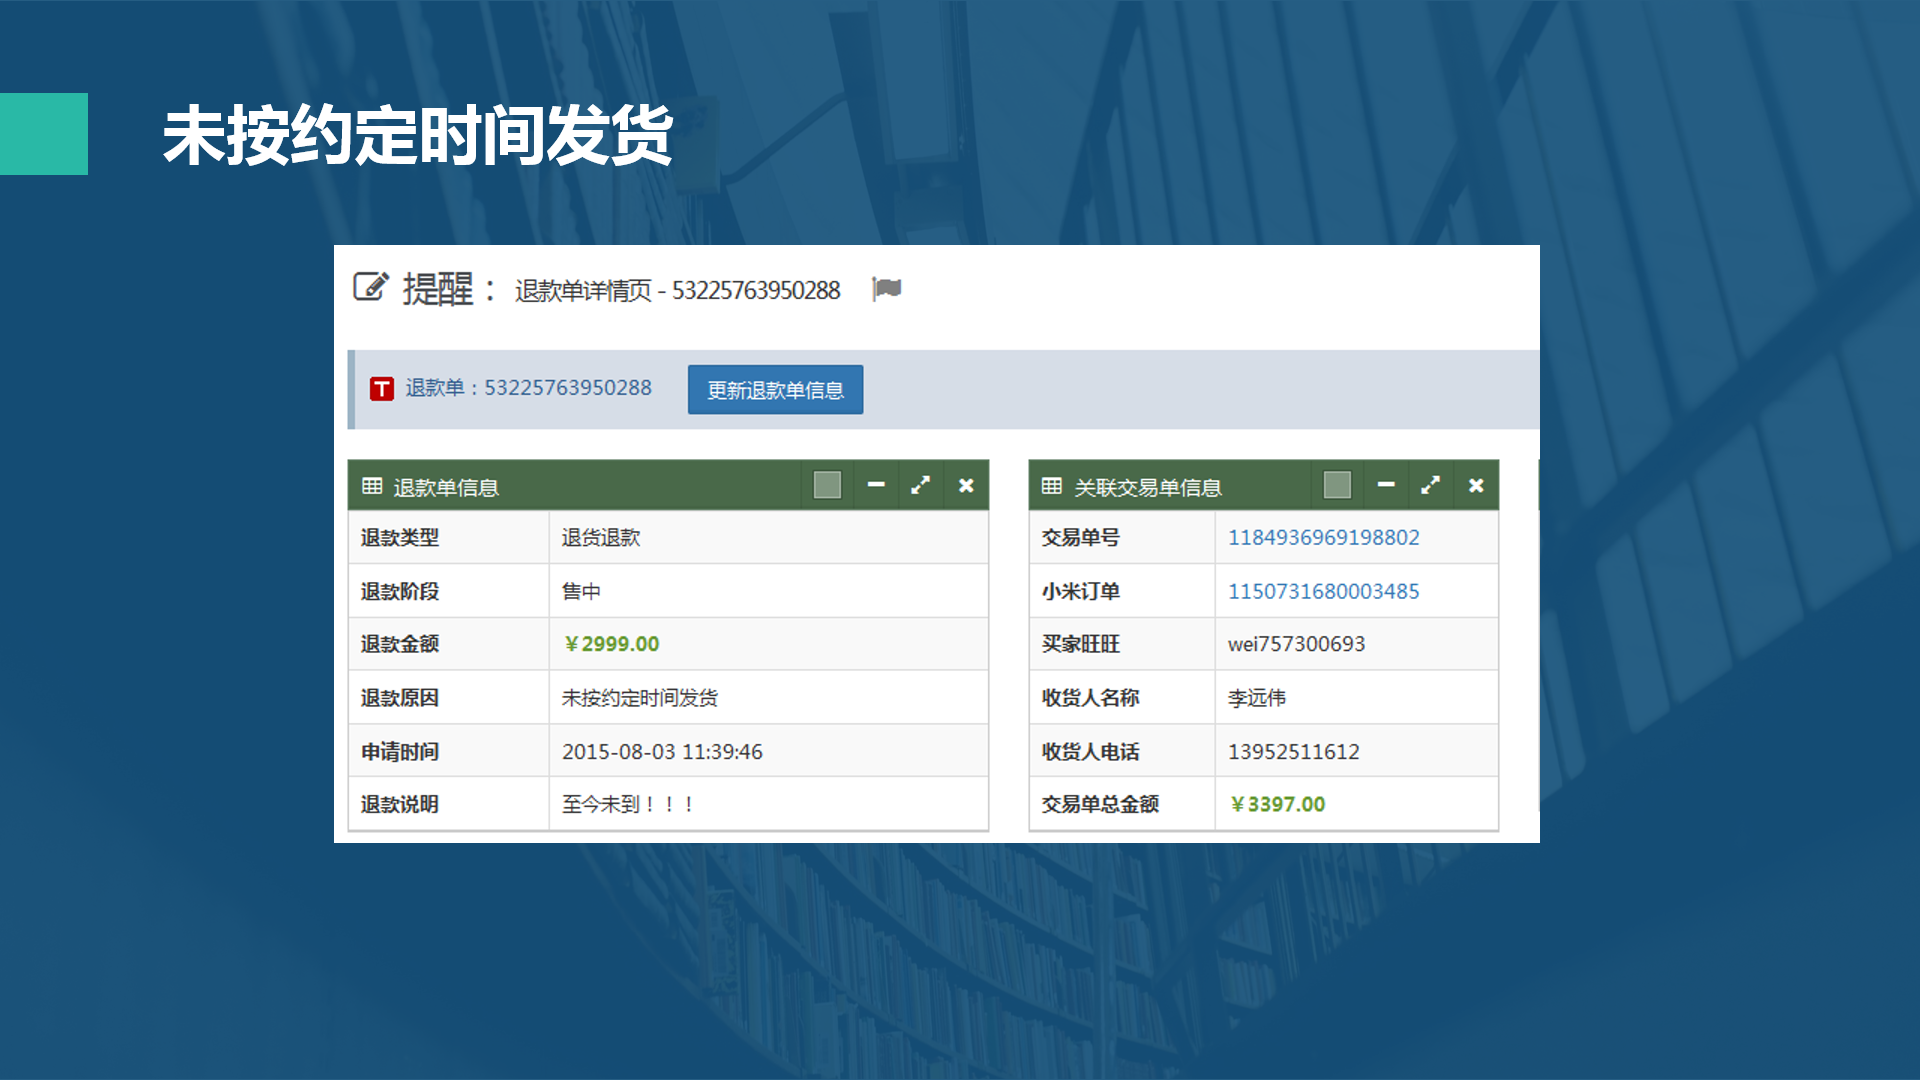 未按约定时间发货
提醒： 退款单详情页 - 53225763950288
T 退款单：53225763950288 更新退款单信息
退款单信息
退款类型 退货退款
退款阶段 售中
退款金额 ￥2999.00
退款原因 未按约定时间发货
申请时间 2015-08-03 11:39:46
退款说明 至今未到！！！
关联交易单信息
交易单号 1184936969198802
小米订单 1150731680003485
买家旺旺 wei757300693
收货人名称 李远伟
收货人电话 13952511612
交易单总金额 ￥3397.00